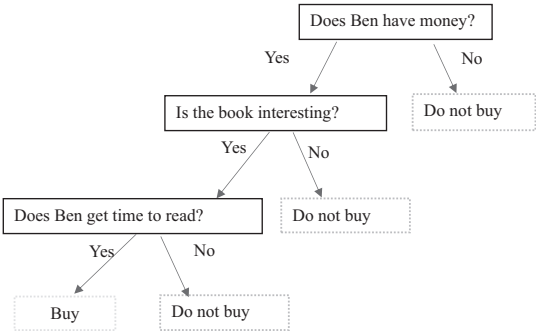 Does Ben have money?
Yes
No
Is the book interesting?
Do not buy
Yes
No
Does Ben get time to read?
Do not buy
Yes
No
Buy
Do not buy